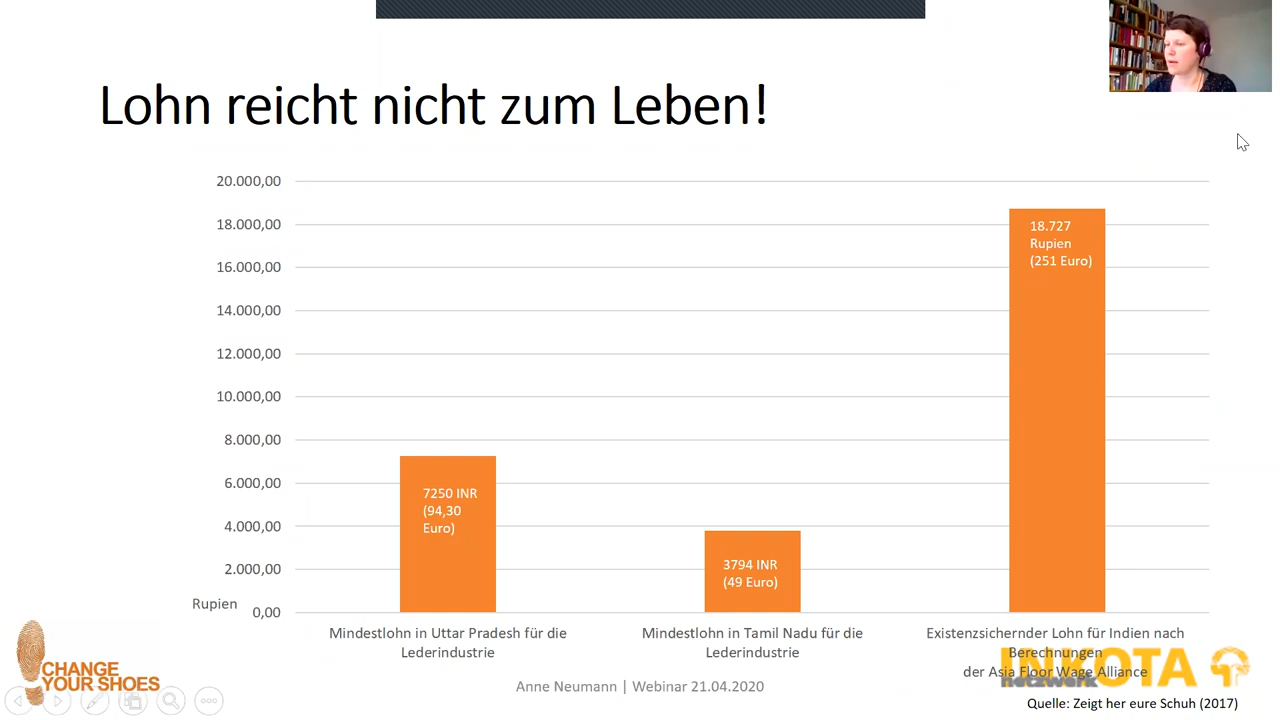 Lohn reicht nicht zum Leben!
20.000,00
18.000,00
16.000,00
14.000,00
12.000,00
10.000,00
8.000,00
6.000,00
4.000,00
2.000,00
Rupien
0,00
7250 INR
(94,30
Euro)
3794 INR
(49 Euro)
18.727
Rupien
(251 Euro)
Mindestlohn in Uttar Pradesh für die
Lederindustrie
Mindestlohn in Tamil Nadu für die
Lederindustrie
Existenzsichernder Lohn für Indien nach
Berechnungen
der Asia Floor Wage Alliance
CHANGE
YOUR SHOES
Anne Neumann | Webinar 21.04.2020
INKOTA
netzwerk
Quelle: Zeigt her eure Schuh (2017)